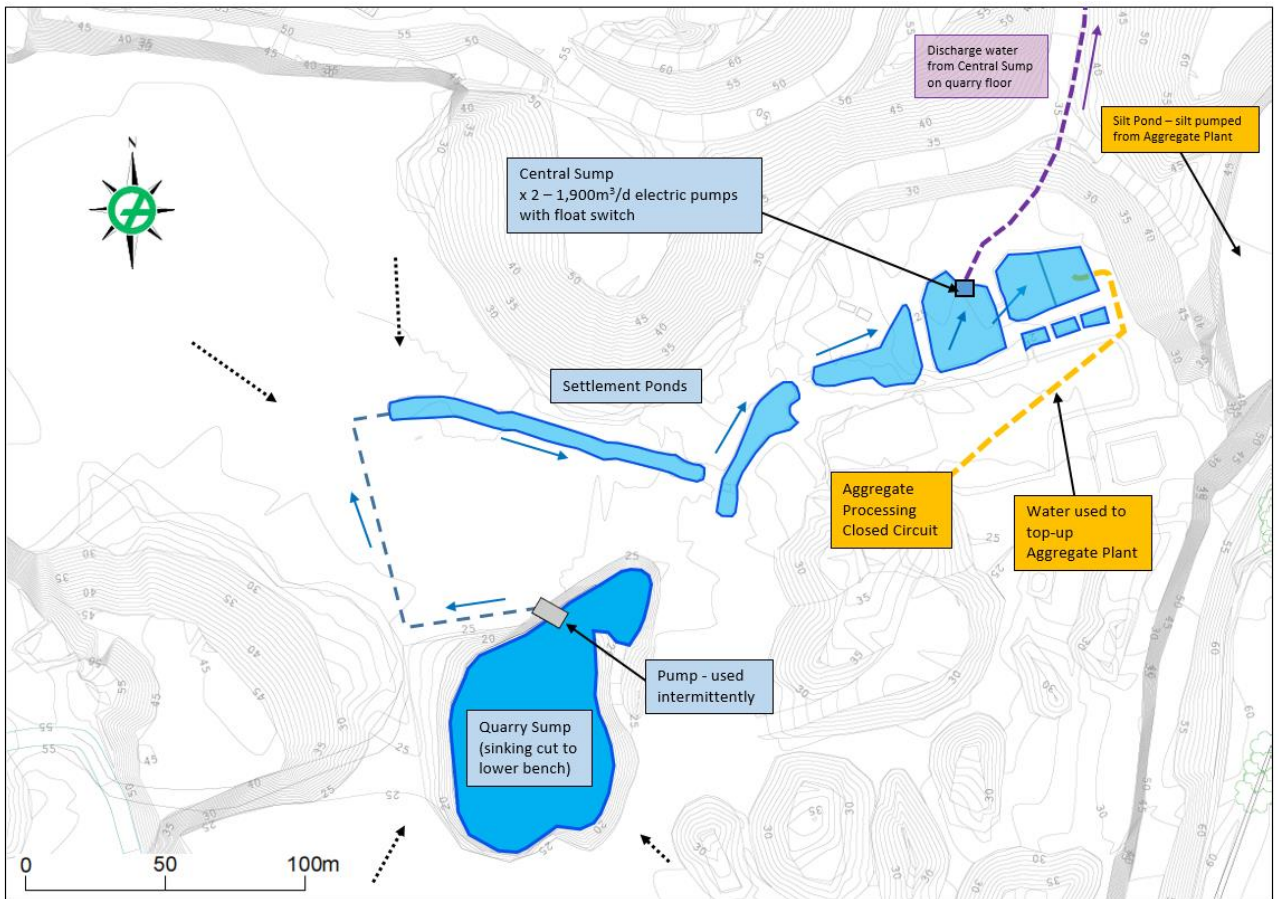 Discharge water
from Central Sump
on quarry floor
Silt Pond – silt pumped
from Aggregate Plant
N
Central Sump
x 2 – 1,900m³/d electric pumps
with float switch
Settlement Ponds
Aggregate
Processing
Closed Circuit
Water used to
top-up
Aggregate Plant
Pump - used
intermittently
Quarry Sump
(sinking cut to
lower bench)
0 50 100m